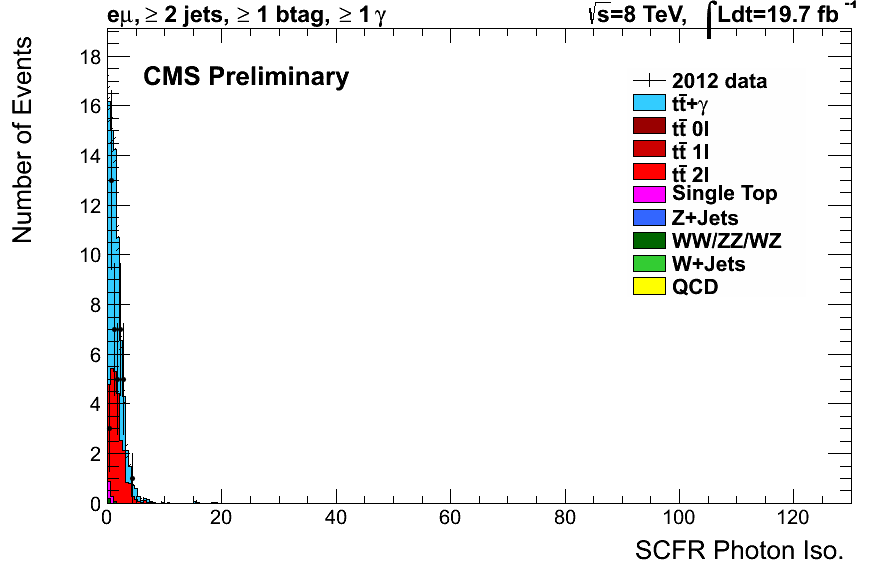 eμ, ≥ 2 jets, ≥ 1 btag, ≥ 1 γ
√s=8 TeV, ∫Ldt=19.7 fb⁻¹
CMS Preliminary
2012 data
tt̄+γ
tt̄ 0l
tt̄ 1l
tt̄ 2l
Single Top
Z+Jets
WW/ZZ/WZ
W+Jets
QCD
Number of Events
18
16
14
12
10
8
6
4
2
0
0 20 40 60 80 100 120
SCFR Photon Iso.